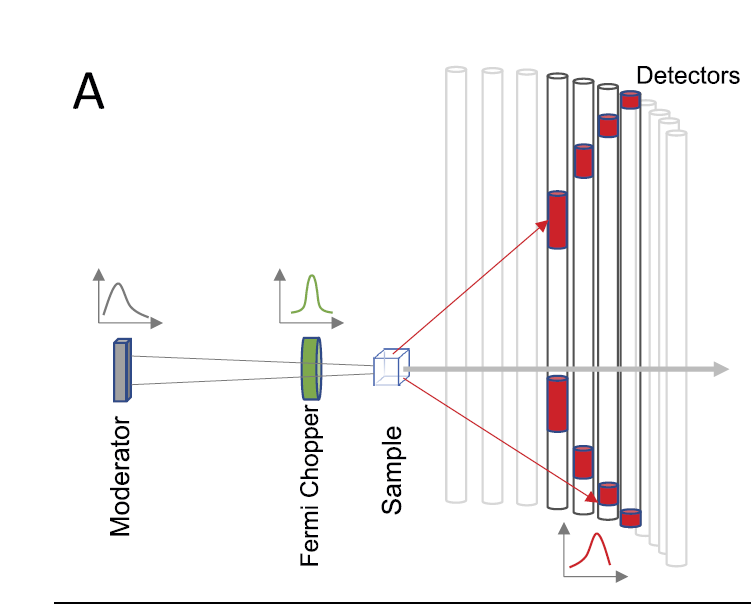 A
Detectors
Moderator
Fermi Chopper
Sample